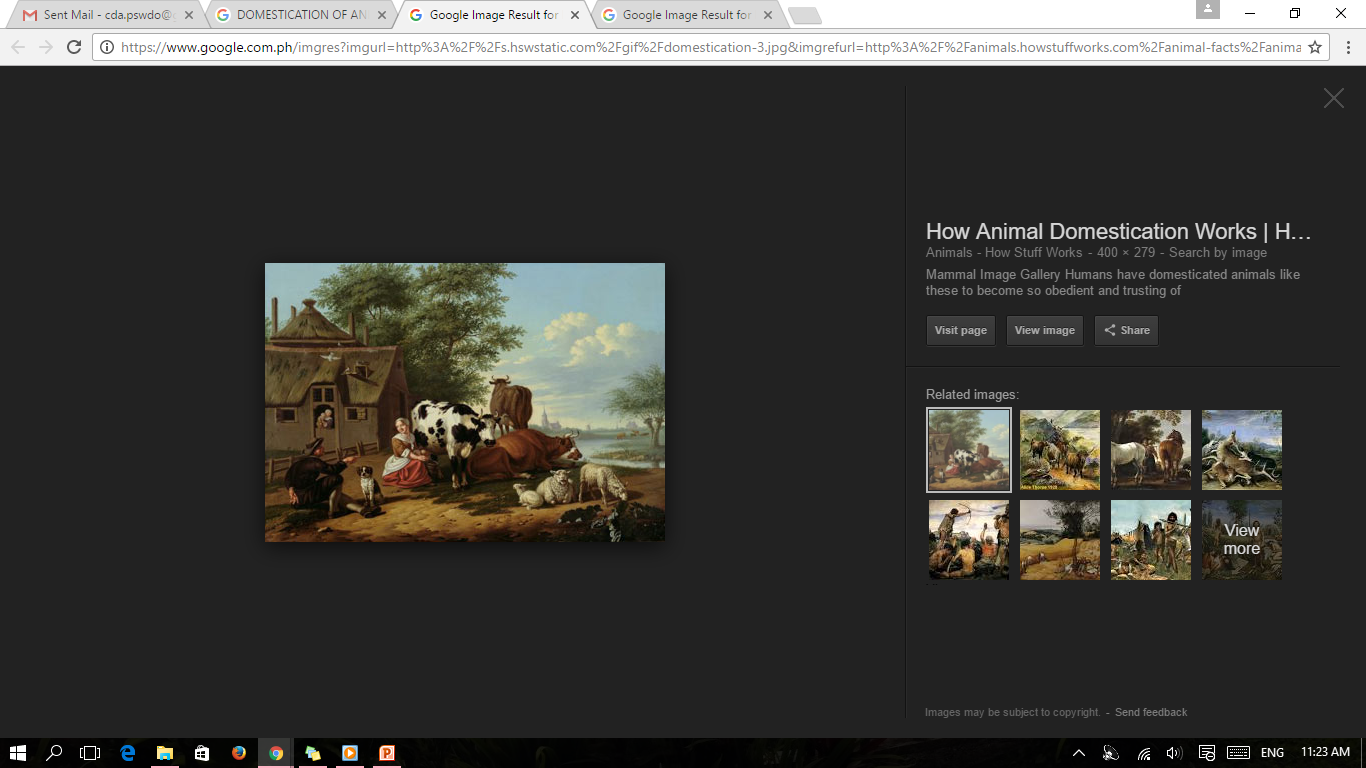 Sent Mail - cda.pswdo@
DOMESTICATION OF AN
Google Image Result for
Google Image Result for
https://www.google.com.ph/imgres?imgurl=http%3A%2F%2Fs.hswstatic.com%2Fgif%2Fdomestication-3.jpg&imgrefurl=http%3A%2F%2Fanimals.howstuffworks.com%2Fanimal-facts%2Fanima
How Animal Domestication Works | H...
Animals - How Stuff Works - 400 × 279 - Search by image
Mammal Image Gallery Humans have domesticated animals like
these to become so obedient and trusting of
Visit page
View image
Share
Related images:
View
more
Images may be subject to copyright. - Send feedback
ENG
11:23 AM